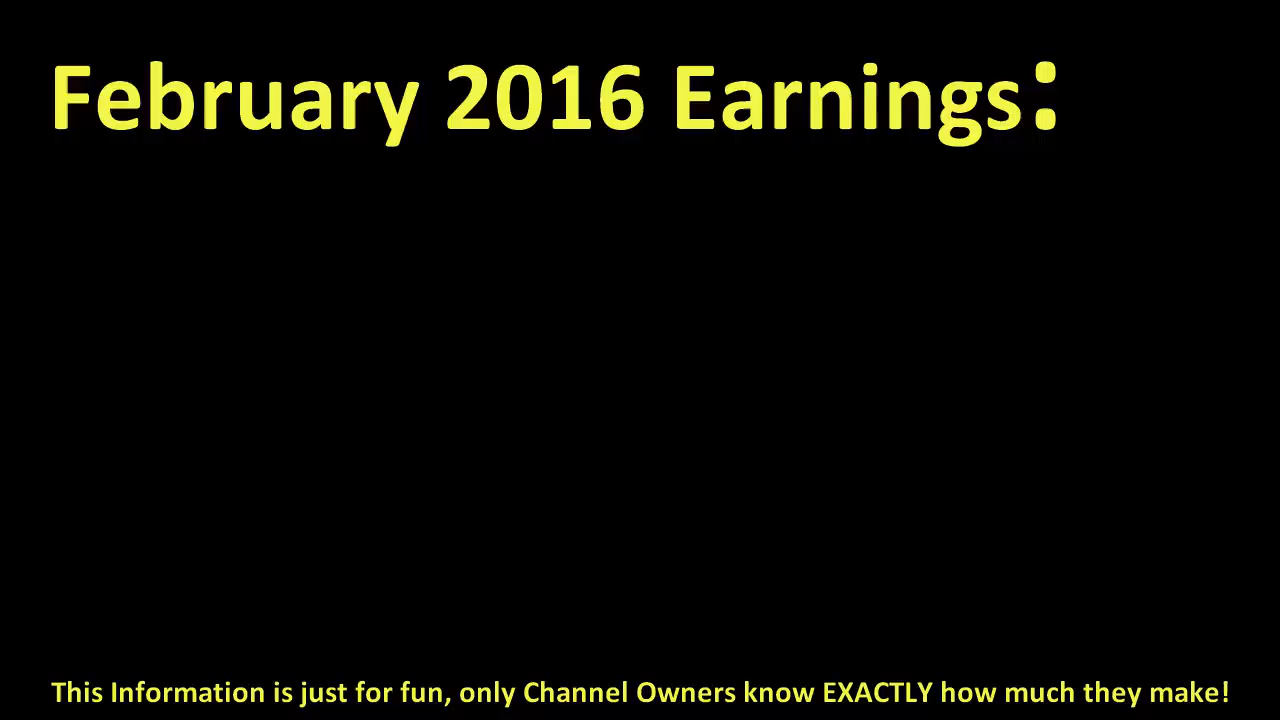 February 2016 Earnings:
This Information is just for fun, only Channel Owners know EXACTLY how much they make!